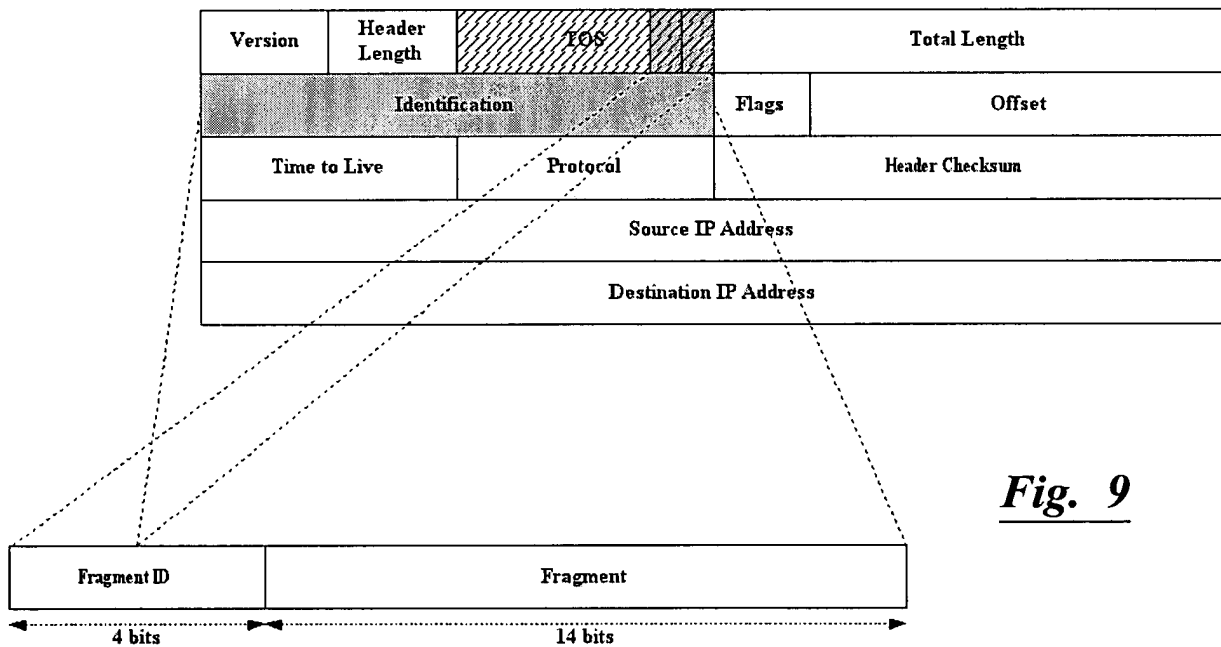 Version
Header
Length
TOS
Total Length
Identification
Flags
Offset
Time to Live
Protocol
Header Checksum
Source IP Address
Destination IP Address
Fig. 9
Fragment ID
Fragment
4 bits
14 bits